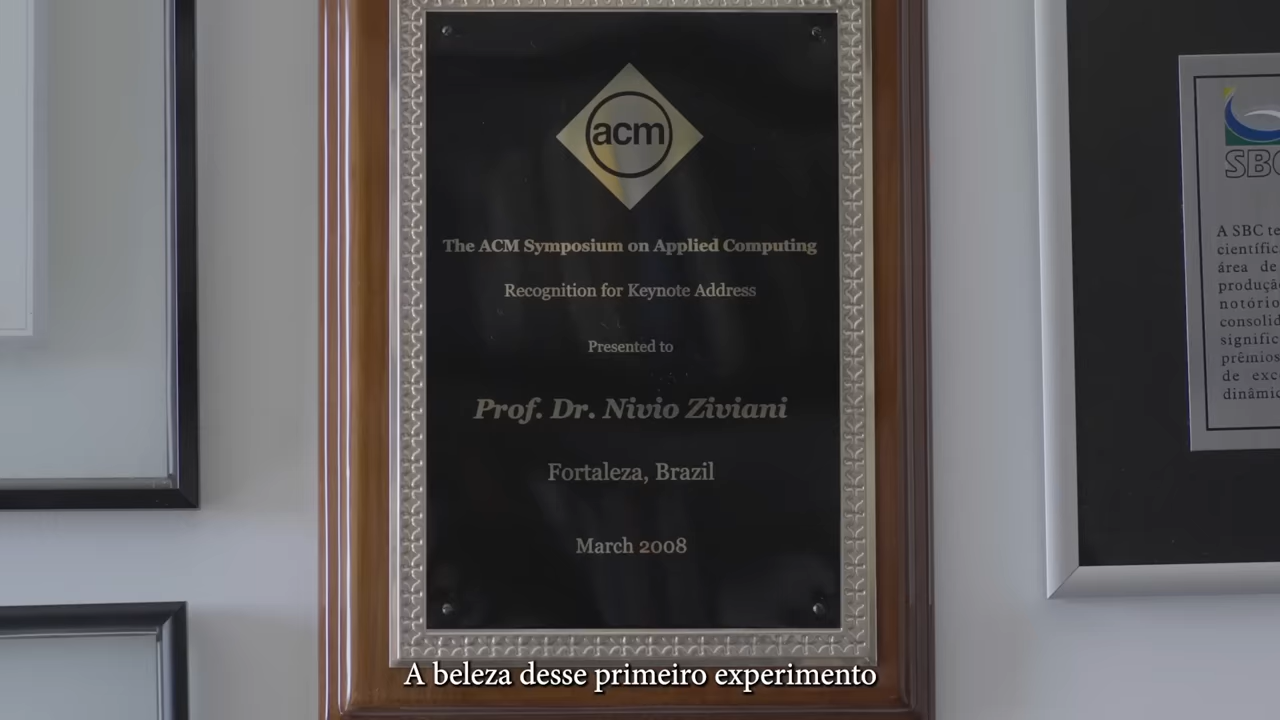 acm
The ACM Symposium on Applied Computing
Recognition for Keynote Address
Presented to
Prof. Dr. Nivio Ziviani
Fortaleza, Brazil
March 2008
A SBC
científic
área de
produçã
notório
consolid
signific
prêmios
de exc
dinâmic
A beleza desse primeiro experimento